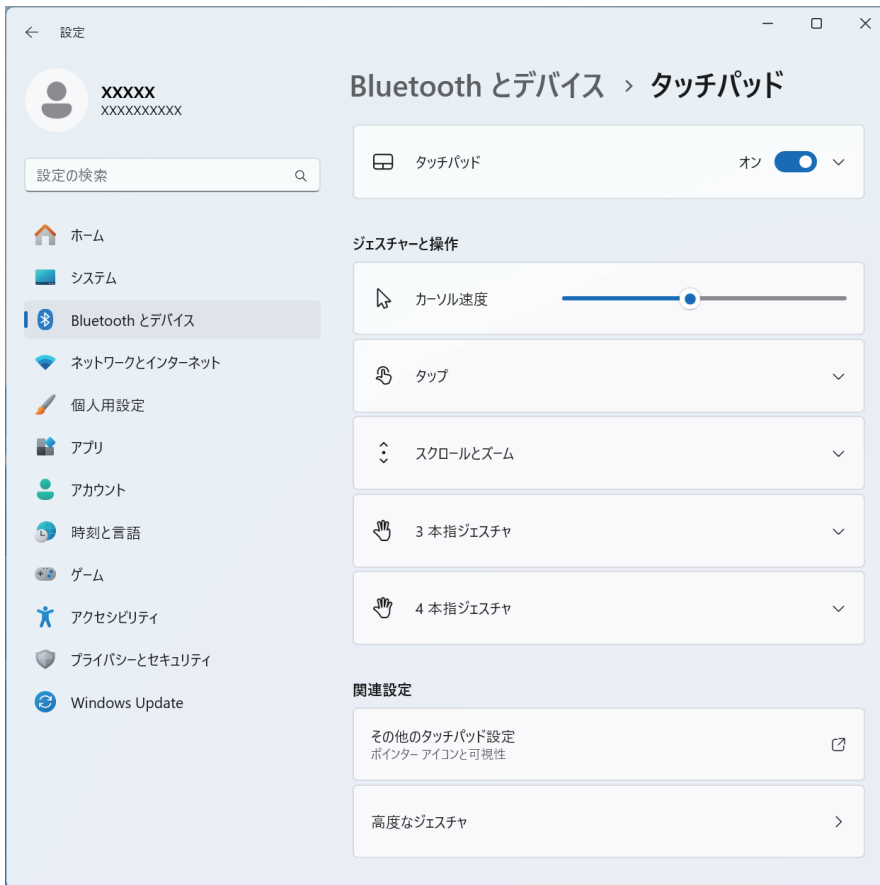 設定
XXXXX
XXXXXXXXXX
設定の検索
ホーム
システム
Bluetooth とデバイス
ネットワークとインターネット
個人用設定
アプリ
アカウント
時刻と言語
ゲーム
アクセシビリティ
プライバシーとセキュリティ
Windows Update
Bluetooth とデバイス › タッチパッド
タッチパッド オン
ジェスチャーと操作
カーソル速度
タップ
スクロールとズーム
3 本指ジェスチャ
4 本指ジェスチャ
関連設定
その他のタッチパッド設定
ポインター アイコンと可視性
高度なジェスチャ